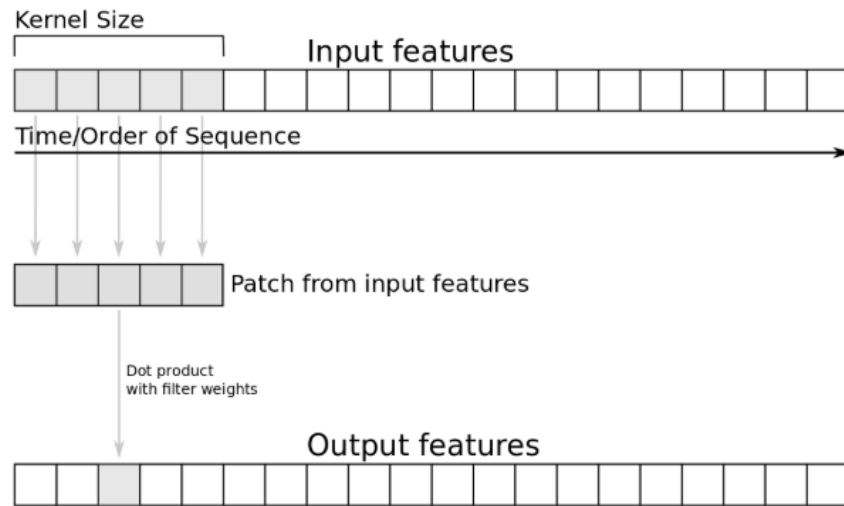 Kernel Size
Input features
Time/Order of Sequence
Patch from input features
Dot product
with filter weights
Output features